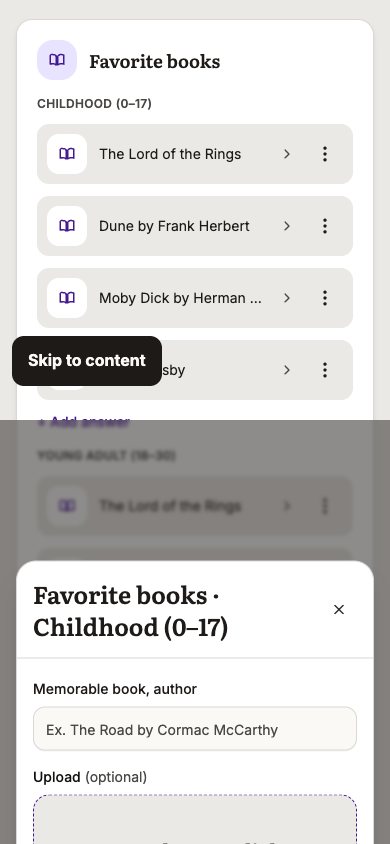 Favorite books
CHILDHOOD (0–17)
The Lord of the Rings
Dune by Frank Herbert
Moby Dick by Herman ...
Skip to content
sby
+ Add answer
YOUNG ADULT (18–30)
The Lord of the Rings
Favorite books ·
Childhood (0–17)
Memorable book, author
Ex. The Road by Cormac McCarthy
Upload (optional)